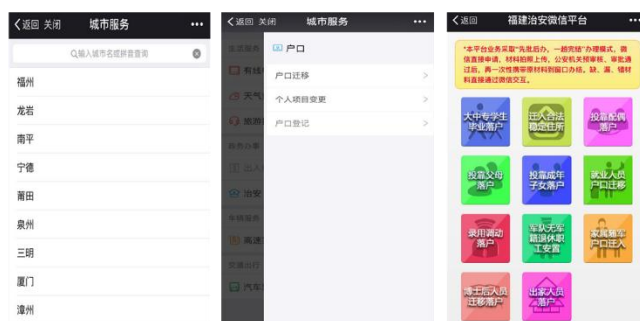 返回 关闭 城市服务
输入城市名或拼音查询
福州
龙岩
南平
宁德
莆田
泉州
三明
厦门
漳州
返回 关闭 城市服务
生活服务
户口
户口迁移
个人项目变更
户口登记
天气
治安
车辆服务
高速
交通出行
汽车
返回 福建治安微信平台
"本平台业务采取"先批后办,一趟完结"办理模式,微
信直接申请,材料拍照上传,公安机关预审核、审批通
过后,再一次性携带原材料到窗口办结。缺、漏、错材
料直接通过微信交互。
大中专学生
毕业落户
迁入合法
稳定住所
投靠配偶
落户
投靠父母
落户
投靠成年
子女落户
就业人员
户口迁移
录用调动
落户
军队无军
籍退休职
工安置
家属随军
户口迁入
博士后人员
迁移落户
出家人员
落户